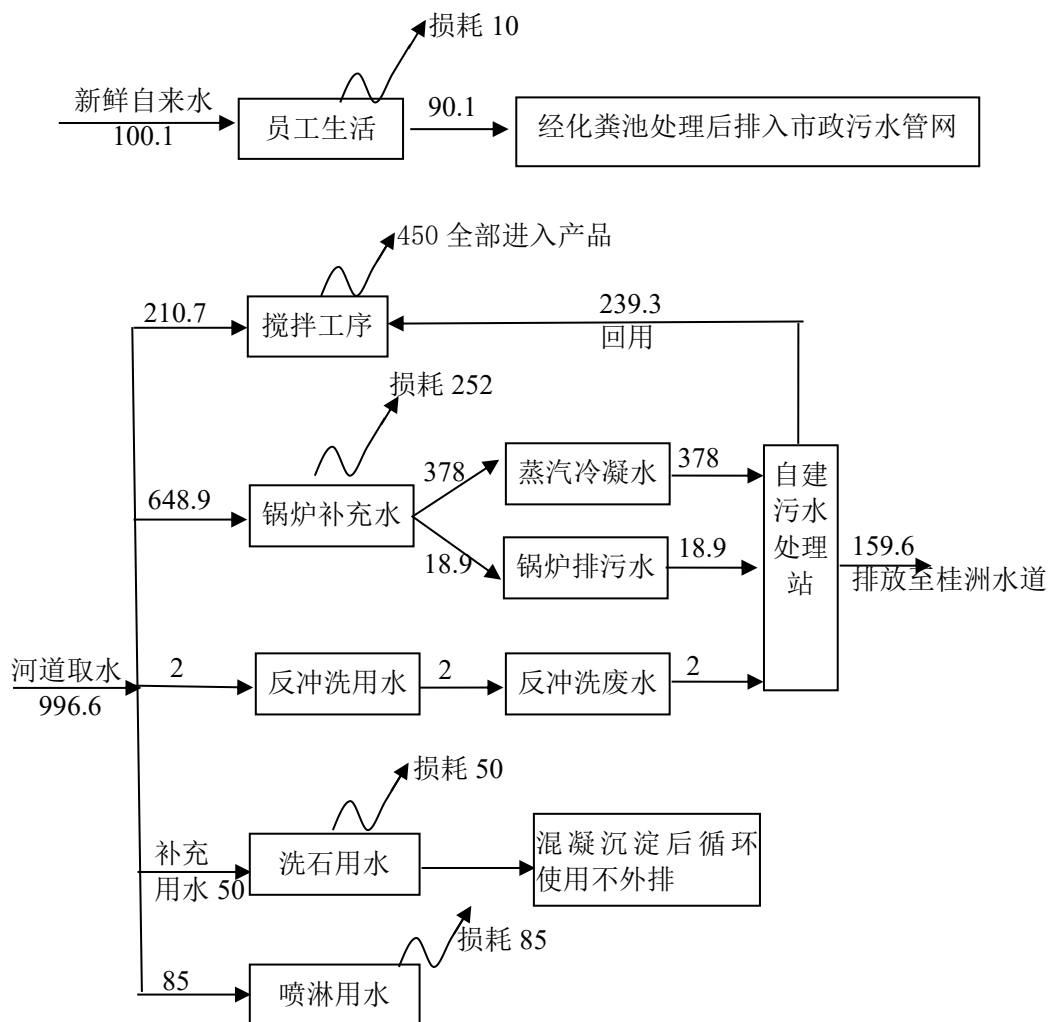 损耗 10
新鲜自来水
100.1
员工生活
90.1
经化粪池处理后排入市政污水管网
450 全部进入产品
210.7
搅拌工序
239.3
回用
损耗 252
648.9
锅炉补充水
378
蒸汽冷凝水
378
18.9
锅炉排污水
18.9
自建
污水
处理
站
159.6
排放至桂洲水道
河道取水
996.6
2
反冲洗用水
2
反冲洗废水
2
损耗 50
补充
用水 50
洗石用水
混凝沉淀后循环
使用不外排
损耗 85
85
喷淋用水